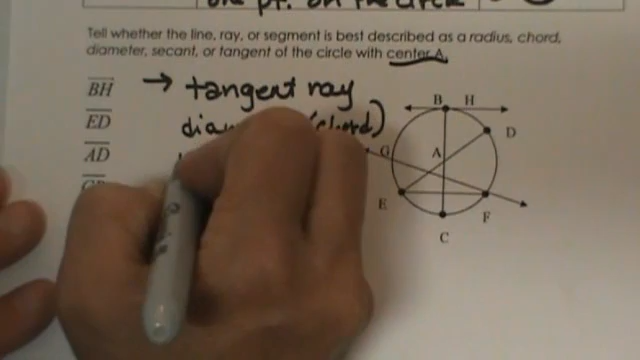 one pt. on the circle
Tell whether the line, ray, or segment is best described as a radius, chord,
diameter, secant, or tangent of the circle with center A.
BH → tangent ray
ED (chord)
AD
B H
D
G
A
E
F
C